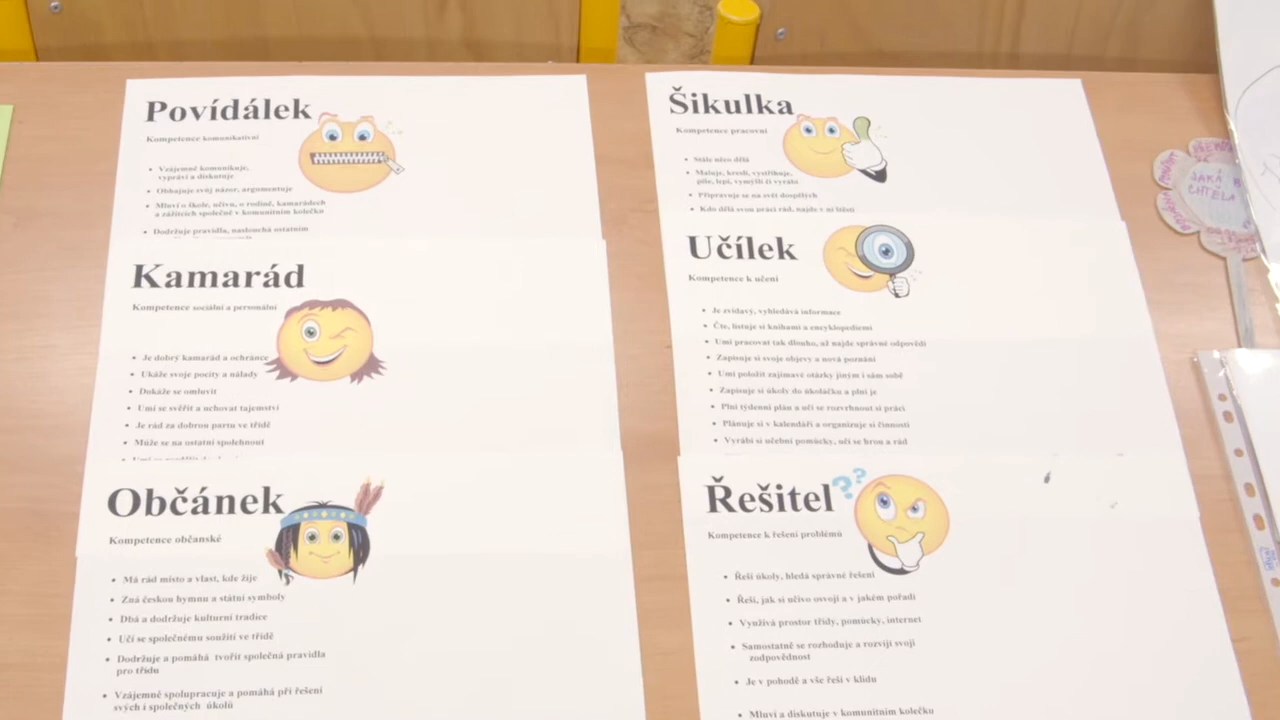 Povídálek
Kompetence komunikativní
Vzájemně komunikuje,
vypráví a diskutuje
Obhajuje svůj názor, argumentuje
Mluví o škole, učivu, o rodině, kamarádech
a zážitcích společně v komunitním kolečku
Dodržuje pravidla, naslouchá ostatním
Kamarád
Kompetence sociální a personální
Je dobrý kamarád a ochránce
Ukáže svoje pocity a nálady
Dokáže se omluvit
Umí se svěřit a uchovat tajemství
Je rád za dobrou partu ve třídě
Může se na ostatní spolehnout
Občánek
Kompetence občanské
Má rád místo a vlast, kde žije
Zná českou hymnu a státní symboly
Dbá a dodržuje kulturní tradice
Učí se společnému soužití ve třídě
Dodržuje a pomáhá tvořit společná pravidla
pro třídu
Vzájemně spolupracuje a pomáhá při řešení
svých i společných úkolů
Šikulka
Kompetence pracovní
Stále něco dělá
Maluje, kreslí, vystřihuje,
píše, lepí, vymýšlí či vyrábí
Připravuje se na svět dospělých
Kdo dělá svou práci rád, najde v ní štěstí
Učílek
Kompetence k učení
Je zvídavý, vyhledává informace
Čte, listuje si knihami a encyklopediemi
Umí pracovat tak dlouho, až najde správné odpovědi
Zapisuje si svoje objevy a nová poznání
Umí položit zajímavé otázky jiným i sám sobě
Zapisuje si úkoly do úkoláčku a plní je
Plní týdenní plán a učí se rozvrhnout si práci
Plánuje si v kalendáři a organizuje si činnosti
Vyrábí si učební pomůcky, učí se hrou a rád
Řešitel
??
Kompetence k řešení problémů
Řeší úkoly, hledá správné řešení
Řeší, jak si učivo osvojí a v jakém pořadí
Využívá prostor třídy, pomůcky, internet
Samostatně se rozhoduje a rozvíjí svoji
zodpovědnost
Je v pohodě a vše řeší v klidu
Mluví a diskutuje v komunitním kolečku
JAKÁ B
CHTĚLA